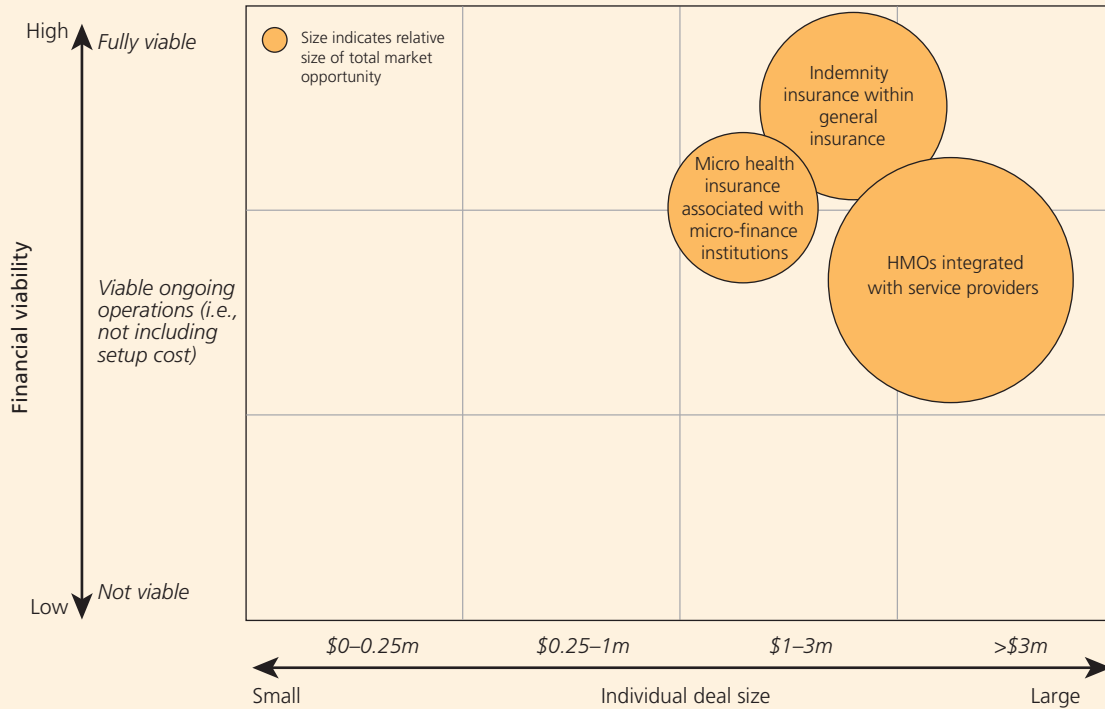 High
Fully viable
Size indicates relative
size of total market
opportunity
Indemnity
insurance within
general
insurance
Micro health
insurance
associated with
micro-finance
institutions
HMOs integrated
with service providers
Financial viability
Viable ongoing
operations (i.e.,
not including
setup cost)
Not viable
Low
$0–0.25m
$0.25–1m
$1–3m
>$3m
Small
Individual deal size
Large